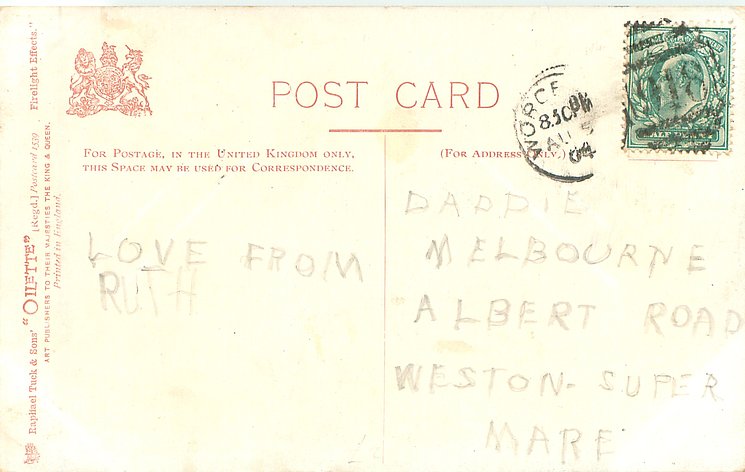 POST CARD
FOR POSTAGE, IN THE UNITED KINGDOM ONLY,
THIS SPACE MAY BE USED FOR CORRESPONDENCE.
(FOR ADDRESS ONLY.)
LOVE FROM
RUTH
DADDIE
MELBOURNE
ALBERT ROAD
WESTON-SUPER
MARE
Raphael Tuck & Sons' "OILETTE" [Regd.] Postcard 1539 Firelight Effects."
ART PUBLISHERS TO THEIR MAJESTIES THE KING & QUEEN.
Printed in England.
WORCE
8.50PM
AU 5
04